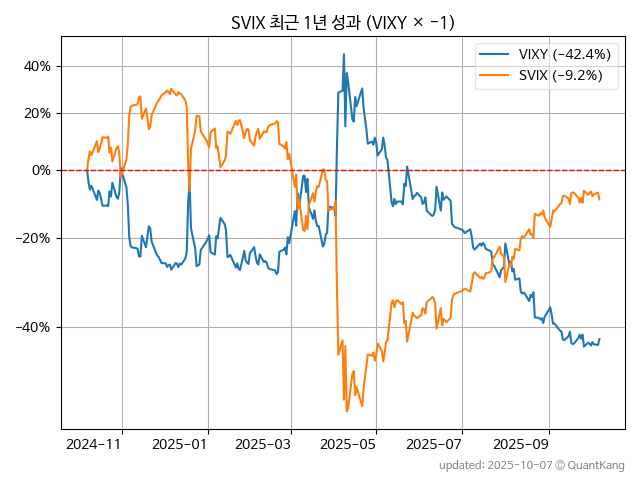 SVIX 최근 1년 성과 (VIXY × −1)
VIXY (−42.4%)
SVIX (−9.2%)
40%
20%
0%
−20%
−40%
2024-11
2025-01
2025-03
2025-05
2025-07
2025-09
updated: 2025-10-07 © QuantKang